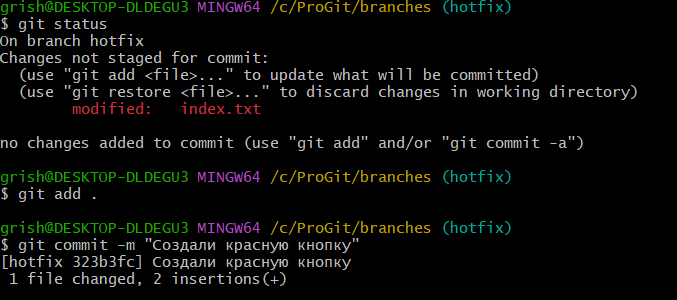 grish@DESKTOP-DLDEGU3 MINGW64 /c/ProGit/branches (hotfix)
$ git status
On branch hotfix
Changes not staged for commit:
  (use "git add <file>..." to update what will be committed)
  (use "git restore <file>..." to discard changes in working directory)
        modified:   index.txt

no changes added to commit (use "git add" and/or "git commit -a")

grish@DESKTOP-DLDEGU3 MINGW64 /c/ProGit/branches (hotfix)
$ git add .

grish@DESKTOP-DLDEGU3 MINGW64 /c/ProGit/branches (hotfix)
$ git commit -m "Создали красную кнопку"
[hotfix 323b3fc] Создали красную кнопку
 1 file changed, 2 insertions(+)